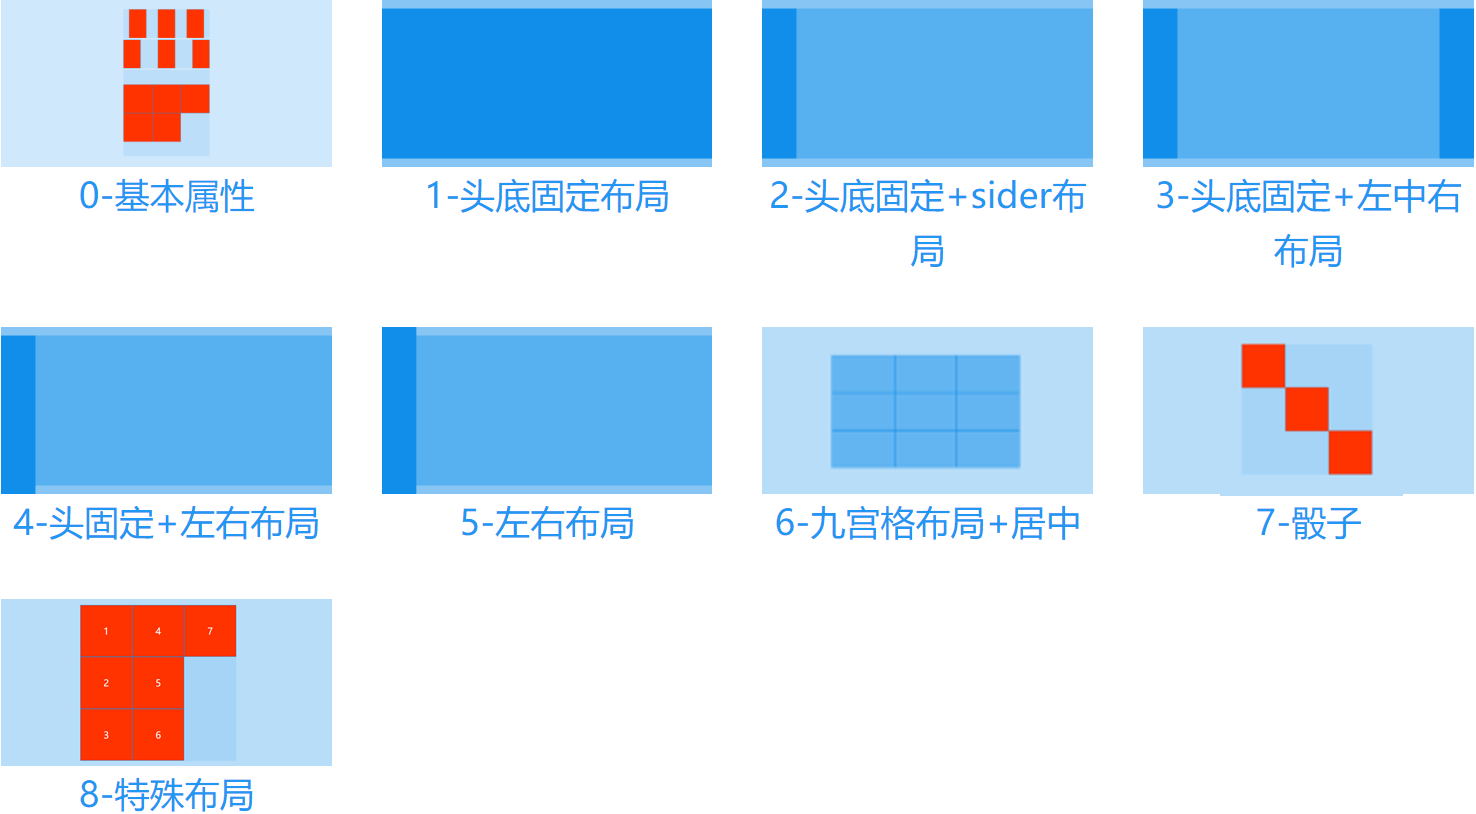 0-基本属性
1-头底固定布局
2-头底固定+sider布
局
3-头底固定+左中右
布局
4-头固定+左右布局
5-左右布局
6-九宫格布局+居中
7-骰子
1 4 7
2 5
3 6
8-特殊布局